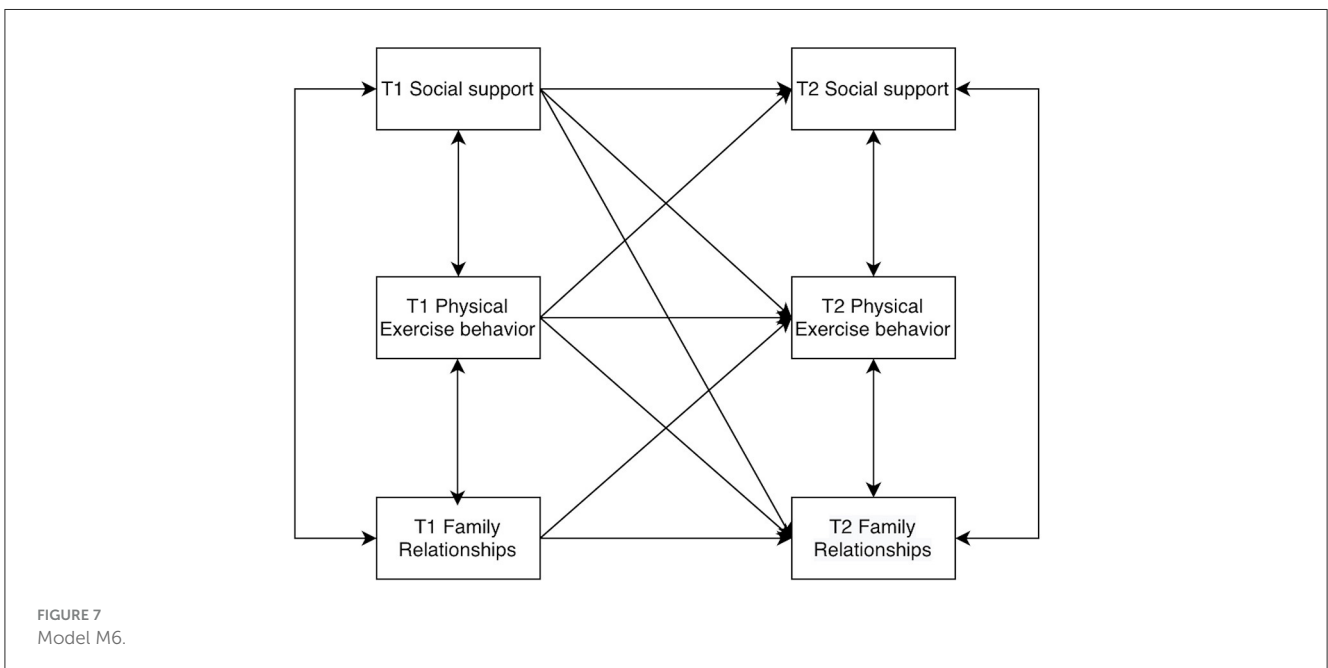 T1 Social support
T2 Social support
T1 Physical
Exercise behavior
T2 Physical
Exercise behavior
T1 Family
Relationships
T2 Family
Relationships
FIGURE 7
Model M6.